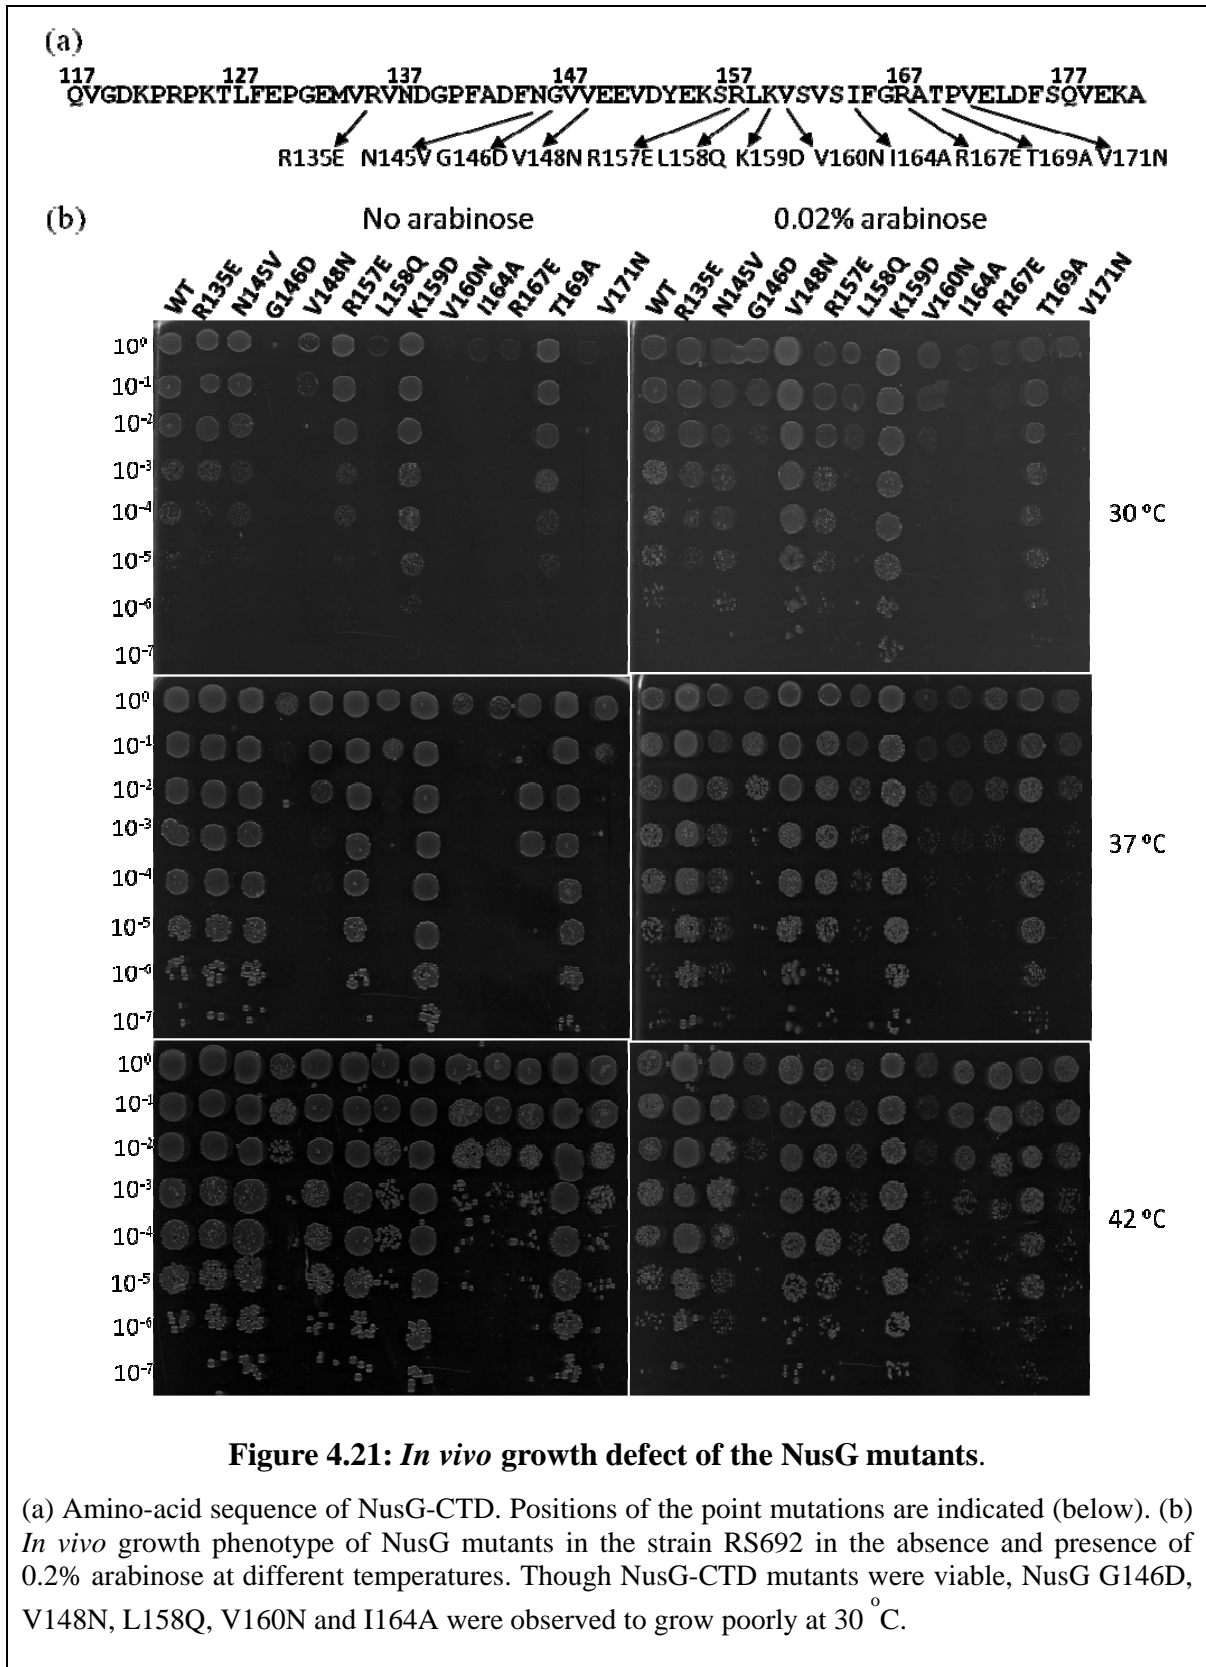 (a)
117 127 137 147 157 167 177
QVGDKPRPKTLFEPGEMVRVNDGPFADFNGVVEEVDYEKSRLKVSVSIFGRATPVELDFSQVEKA
R135E N145V G146D V148N R157E L158Q K159D V160N I164A R167E T169A V171N
(b) No arabinose 0.02% arabinose
WT R135E N145V G146D V148N R157E L158Q K159D V160N I164A R167E T169A V171N WT R135E N145V G146D V148N R157E L158Q K159D V160N I164A R167E T169A V171N
10⁰
10⁻¹
10⁻²
10⁻³
10⁻⁴
30 °C
10⁻⁵
10⁻⁶
10⁻⁷
10⁰
10⁻¹
10⁻²
10⁻³
37 °C
10⁻⁴
10⁻⁵
10⁻⁶
10⁻⁷
10⁰
10⁻¹
10⁻²
10⁻³
42 °C
10⁻⁴
10⁻⁵
10⁻⁶
10⁻⁷
Figure 4.21: In vivo growth defect of the NusG mutants.
(a) Amino-acid sequence of NusG-CTD. Positions of the point mutations are indicated (below). (b)
In vivo growth phenotype of NusG mutants in the strain RS692 in the absence and presence of
0.2% arabinose at different temperatures. Though NusG-CTD mutants were viable, NusG G146D,
V148N, L158Q, V160N and I164A were observed to grow poorly at 30 °C.